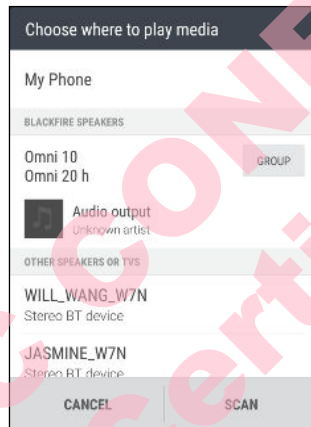 Choose where to play media
My Phone
BLACKFIRE SPEAKERS
Omni 10
Omni 20 h
GROUP
Audio output
Unknown artist
OTHER SPEAKERS OR TVS
WILL_WANG_W7N
Stereo BT device
JASMINE_W7N
Stereo BT device
CANCEL
SCAN